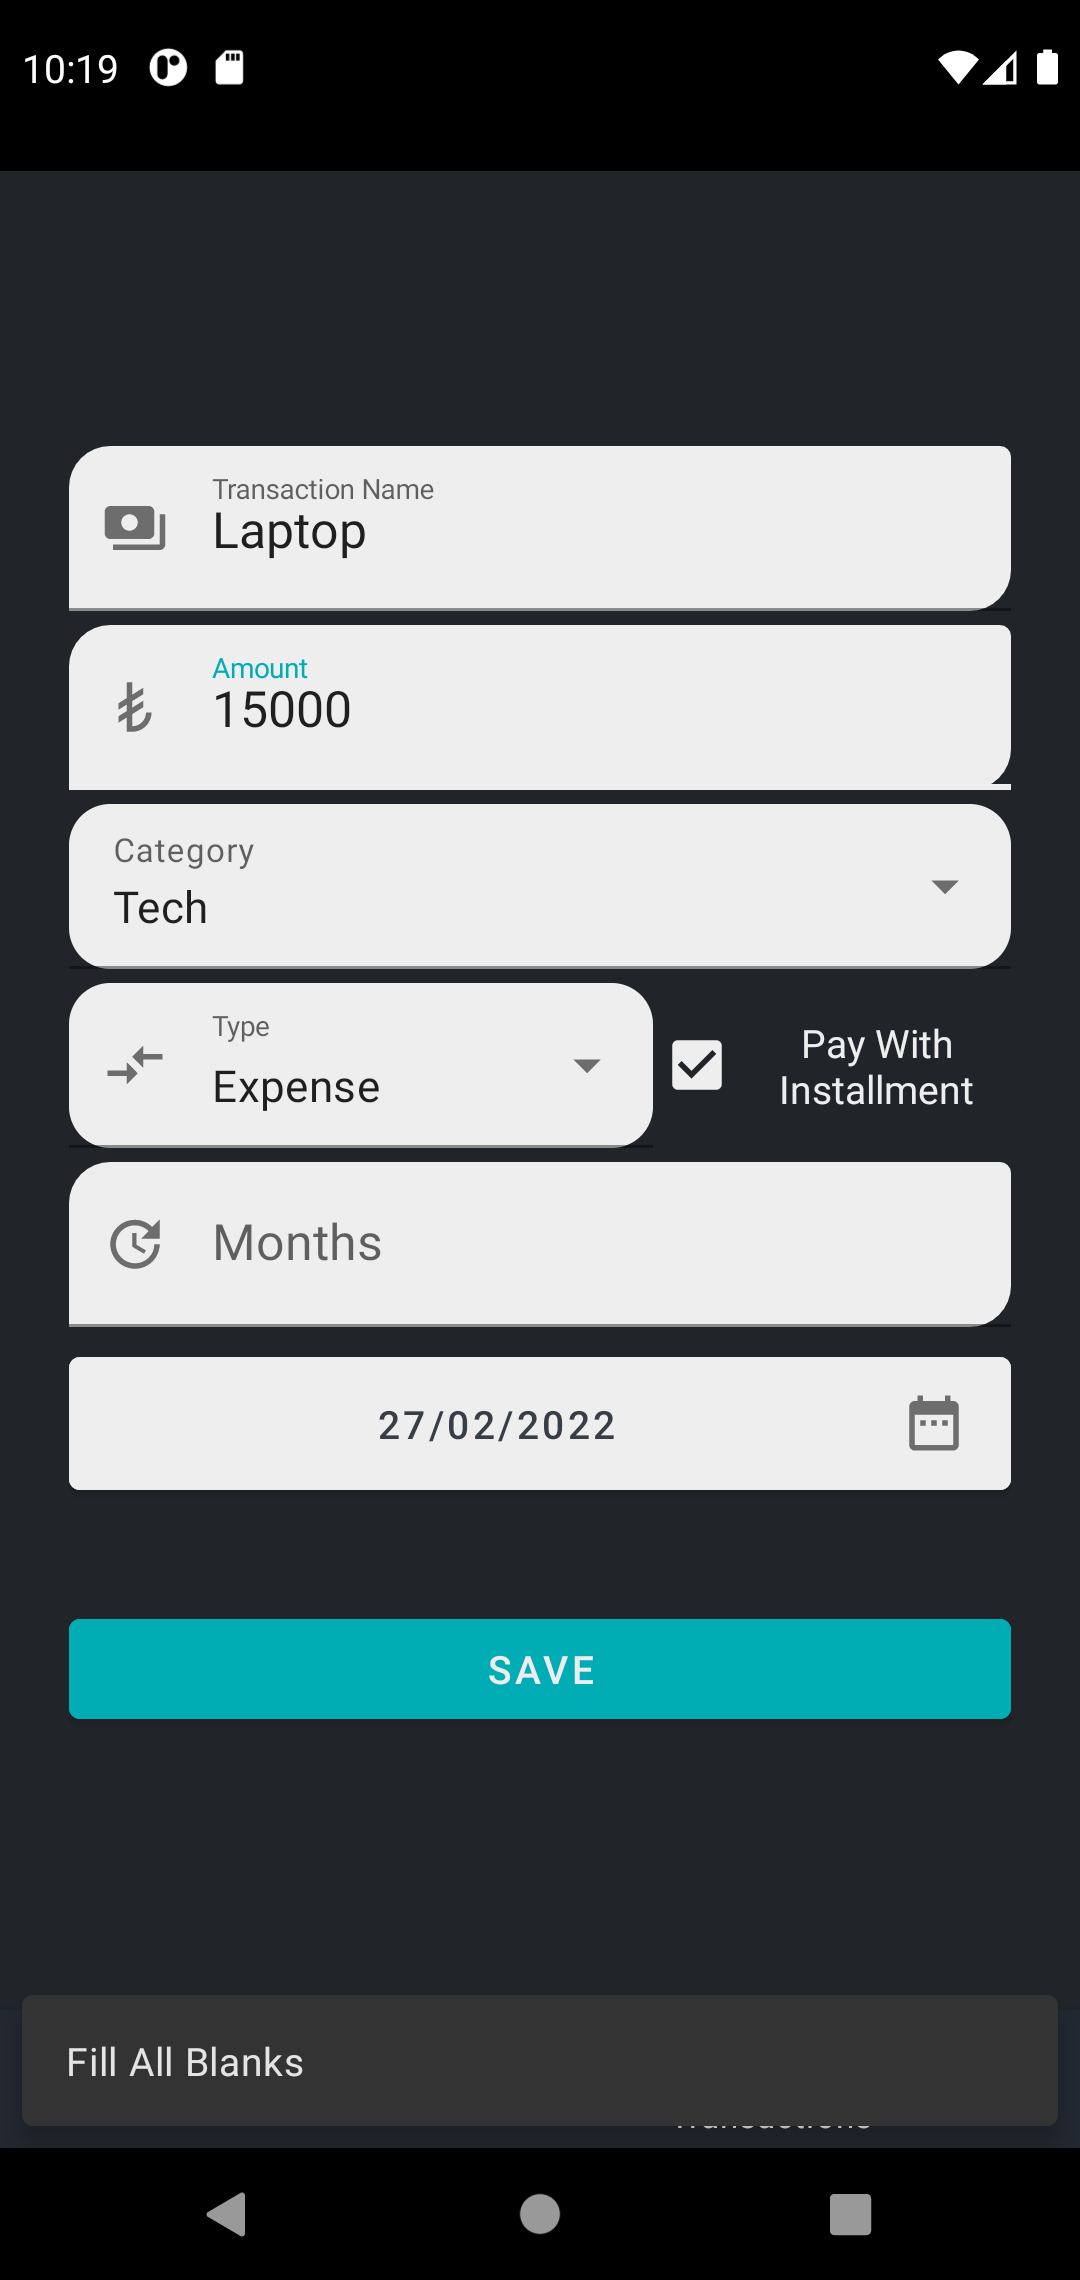 10:19
Transaction Name
Laptop
Amount
15000
Category
Tech
Type
Expense
Pay With
Installment
Months
27/02/2022
SAVE
Fill All Blanks
Transactions